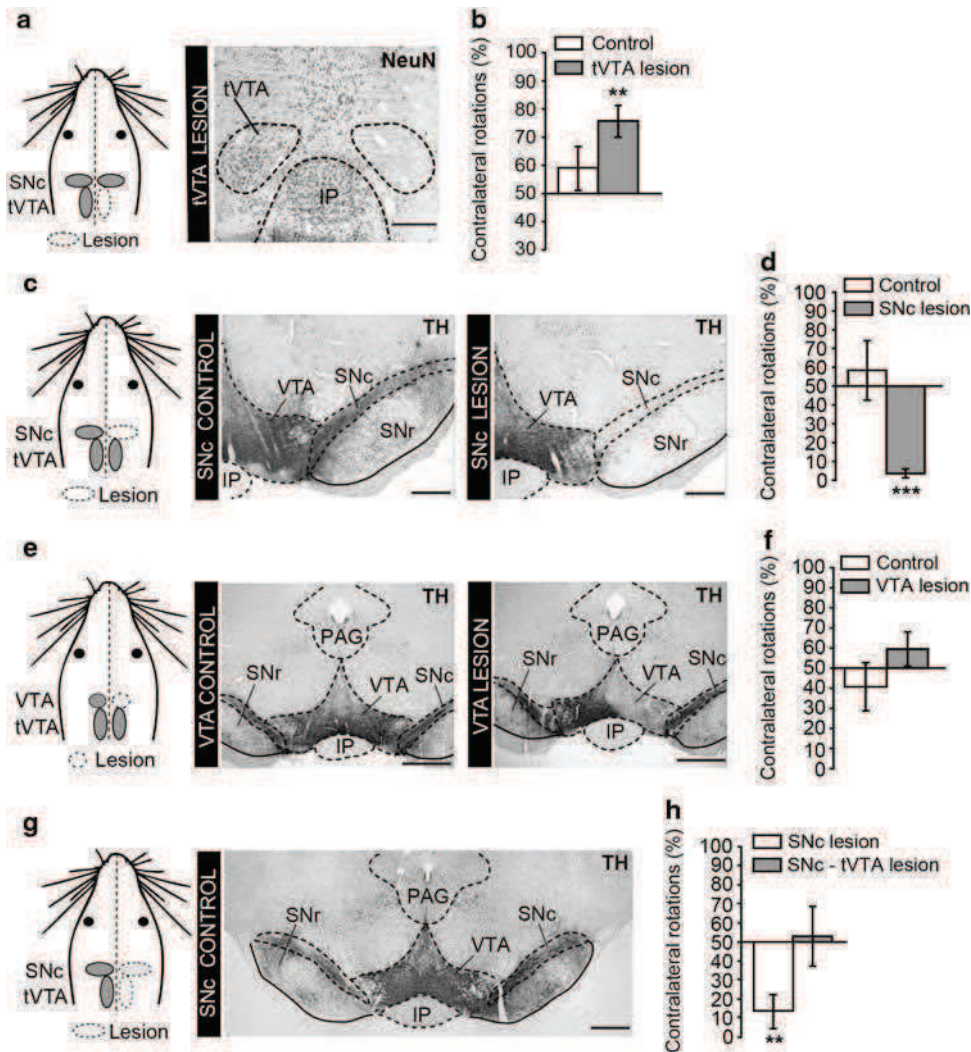 a
SNc
tVTA
Lesion
tVTA LESION
NeuN
tVTA
IP
b
Contralateral rotations (%)
Control
tVTA lesion
**
100
90
80
70
60
50
40
30
c
SNc
tVTA
Lesion
SNc CONTROL
TH
VTA
SNc
SNr
IP
SNc LESION
TH
VTA
SNc
SNr
IP
d
Contralateral rotations (%)
Control
SNc lesion
100
90
80
70
60
50
40
30
20
10
0
***
e
VTA
tVTA
Lesion
VTA CONTROL
TH
PAG
SNr
VTA
SNc
IP
VTA LESION
TH
PAG
SNr
VTA
SNc
IP
f
Contralateral rotations (%)
Control
VTA lesion
100
90
80
70
60
50
40
30
20
10
0
g
SNc
tVTA
Lesion
SNc CONTROL
TH
PAG
SNr
SNc
VTA
IP
h
Contralateral rotations (%)
SNc lesion
SNc - tVTA lesion
100
90
80
70
60
50
40
30
20
10
0
**